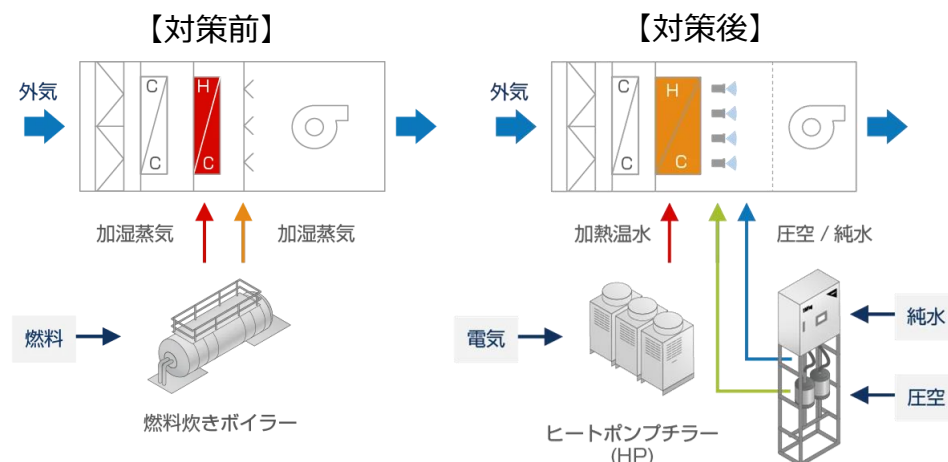 【対策前】
外気
C
C
H
C
加湿蒸気
加湿蒸気
燃料
燃料炊きボイラー
【対策後】
外気
C
C
H
C
加熱温水
圧空 / 純水
電気
純水
圧空
ヒートポンプチラー
(HP)